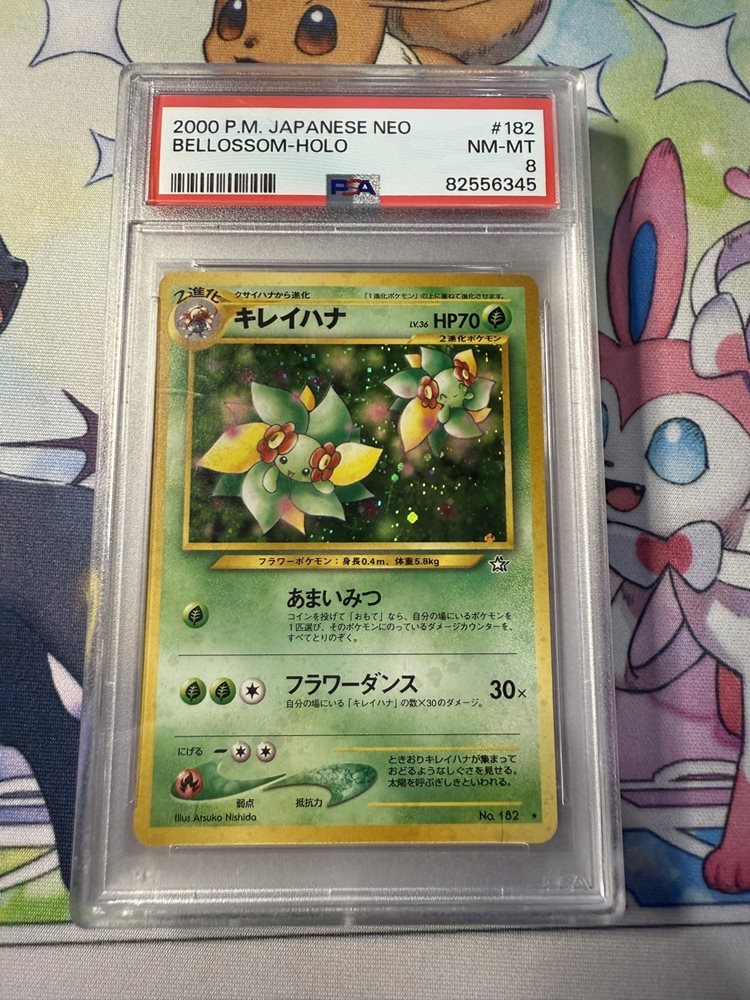 2000 P.M. JAPANESE NEO #182
BELLOSSOM-HOLO NM-MT
8
PSA 82556345
2進化 クサイハナから進化 「1進化ポケモン」の上に重ねて進化させます。
キレイハナ LV.36 HP70
2進化ポケモン
フラワーポケモン：身長0.4m、体重5.8kg
あまいみつ
コインを投げて「おもて」なら、自分の場にいるポケモンを
1匹選び、そのポケモンにのっているダメージカウンターを、
すべてとりのぞく。
フラワーダンス 30×
自分の場にいる「キレイハナ」の数×30のダメージ。
にげる
ときおりキレイハナが集まって
おどるようなしぐさを見せる。
太陽を呼ぶぎしきといわれる。
弱点 抵抗力
Illus.Atsuko Nishida No. 182